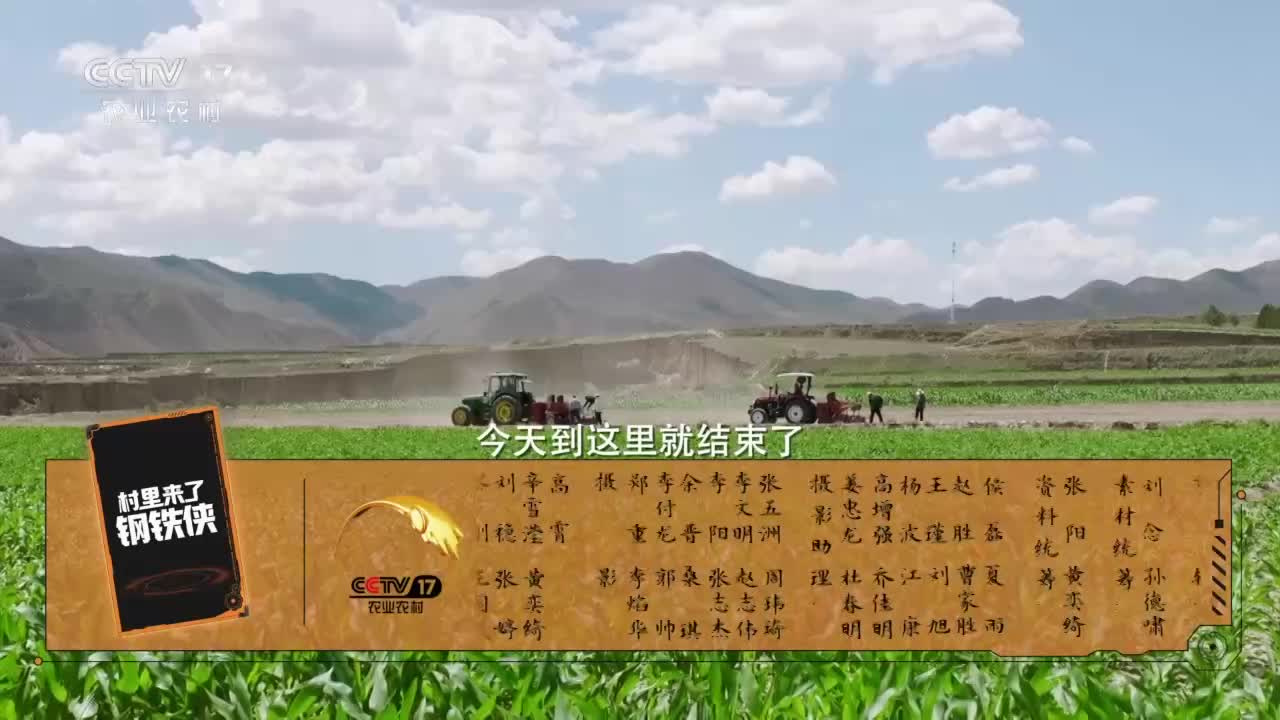 CCTV 17
农业农村
今天到这里就结束了
村里来了
钢铁侠
CCTV 17
农业农村
刘德
张婷
辛雪滢
黄奕绮
高霄
摄影
郑重
李付龙
李焰华
余晋
郭帅
李阳
桑琪
李文明
张志杰
张五洲
赵志伟
周玮琦
摄影助理
姜忠龙
杜春明
高增强
乔佳明
杨波
江康
王瑾
刘旭
赵胜
曹家胜
侯磊
夏雨
资料统筹
张阳
黄奕绮
素材统筹
刘念
孙德啸